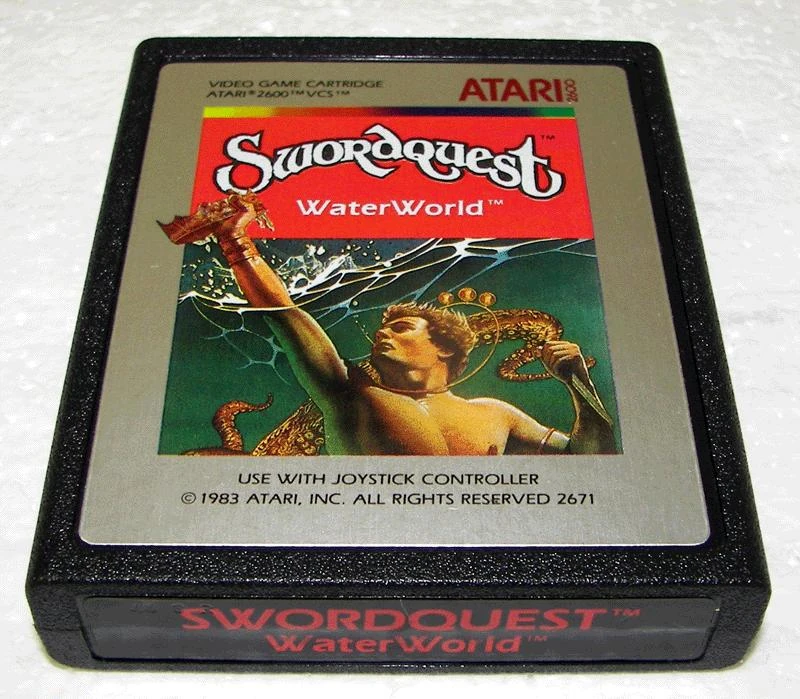 VIDEO GAME CARTRIDGE
ATARI® 2600™ VCS™
ATARI 2600
Swordquest™
WaterWorld™
USE WITH JOYSTICK CONTROLLER
© 1983 ATARI, INC. ALL RIGHTS RESERVED 2671
SWORDQUEST™
WaterWorld™